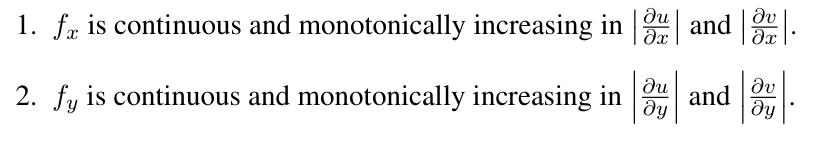 1. $f_x$ is continuous and monotonically increasing in $\left|\frac{\partial u}{\partial x}\right|$ and $\left|\frac{\partial v}{\partial x}\right|$.
2. $f_y$ is continuous and monotonically increasing in $\left|\frac{\partial u}{\partial y}\right|$ and $\left|\frac{\partial v}{\partial y}\right|$.